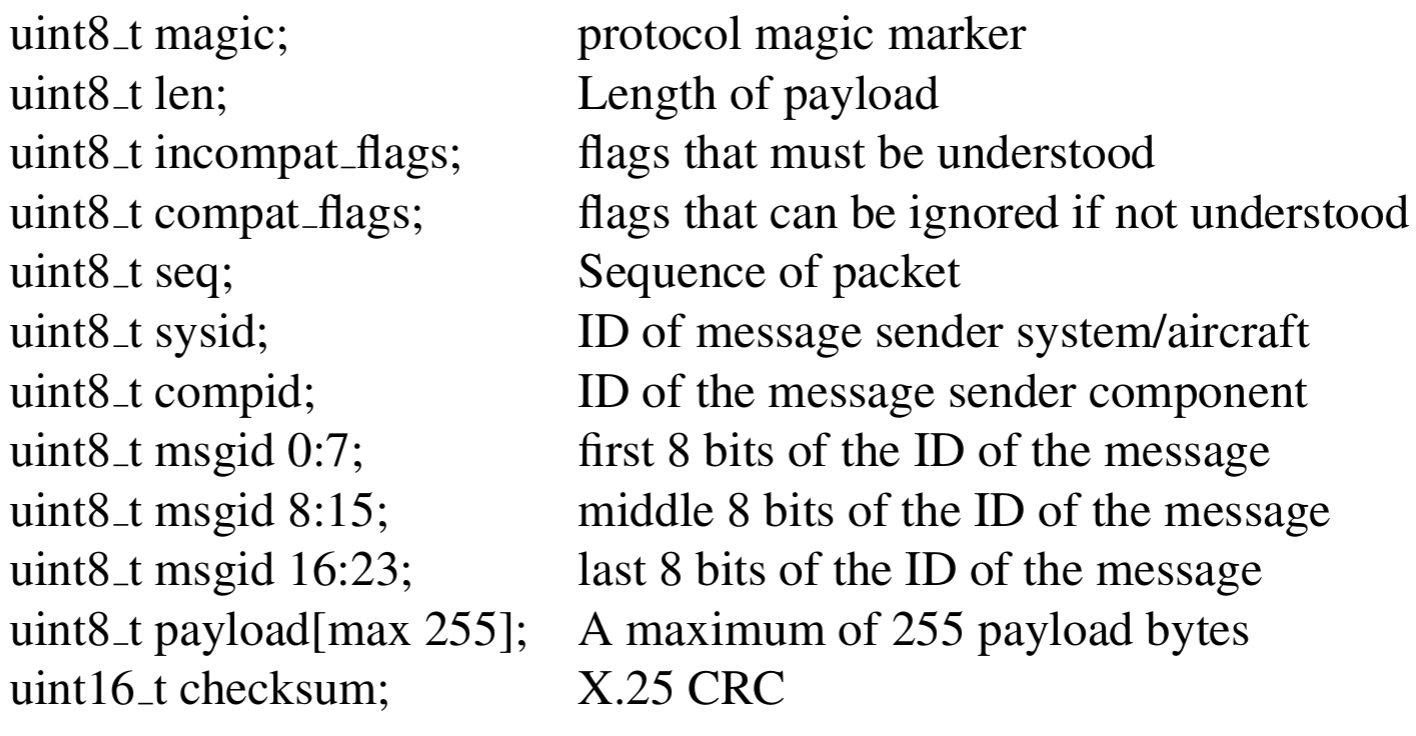 uint8_t magic; protocol magic marker
uint8_t len; Length of payload
uint8_t incompat_flags; flags that must be understood
uint8_t compat_flags; flags that can be ignored if not understood
uint8_t seq; Sequence of packet
uint8_t sysid; ID of message sender system/aircraft
uint8_t compid; ID of the message sender component
uint8_t msgid 0:7; first 8 bits of the ID of the message
uint8_t msgid 8:15; middle 8 bits of the ID of the message
uint8_t msgid 16:23; last 8 bits of the ID of the message
uint8_t payload[max 255]; A maximum of 255 payload bytes
uint16_t checksum; X.25 CRC